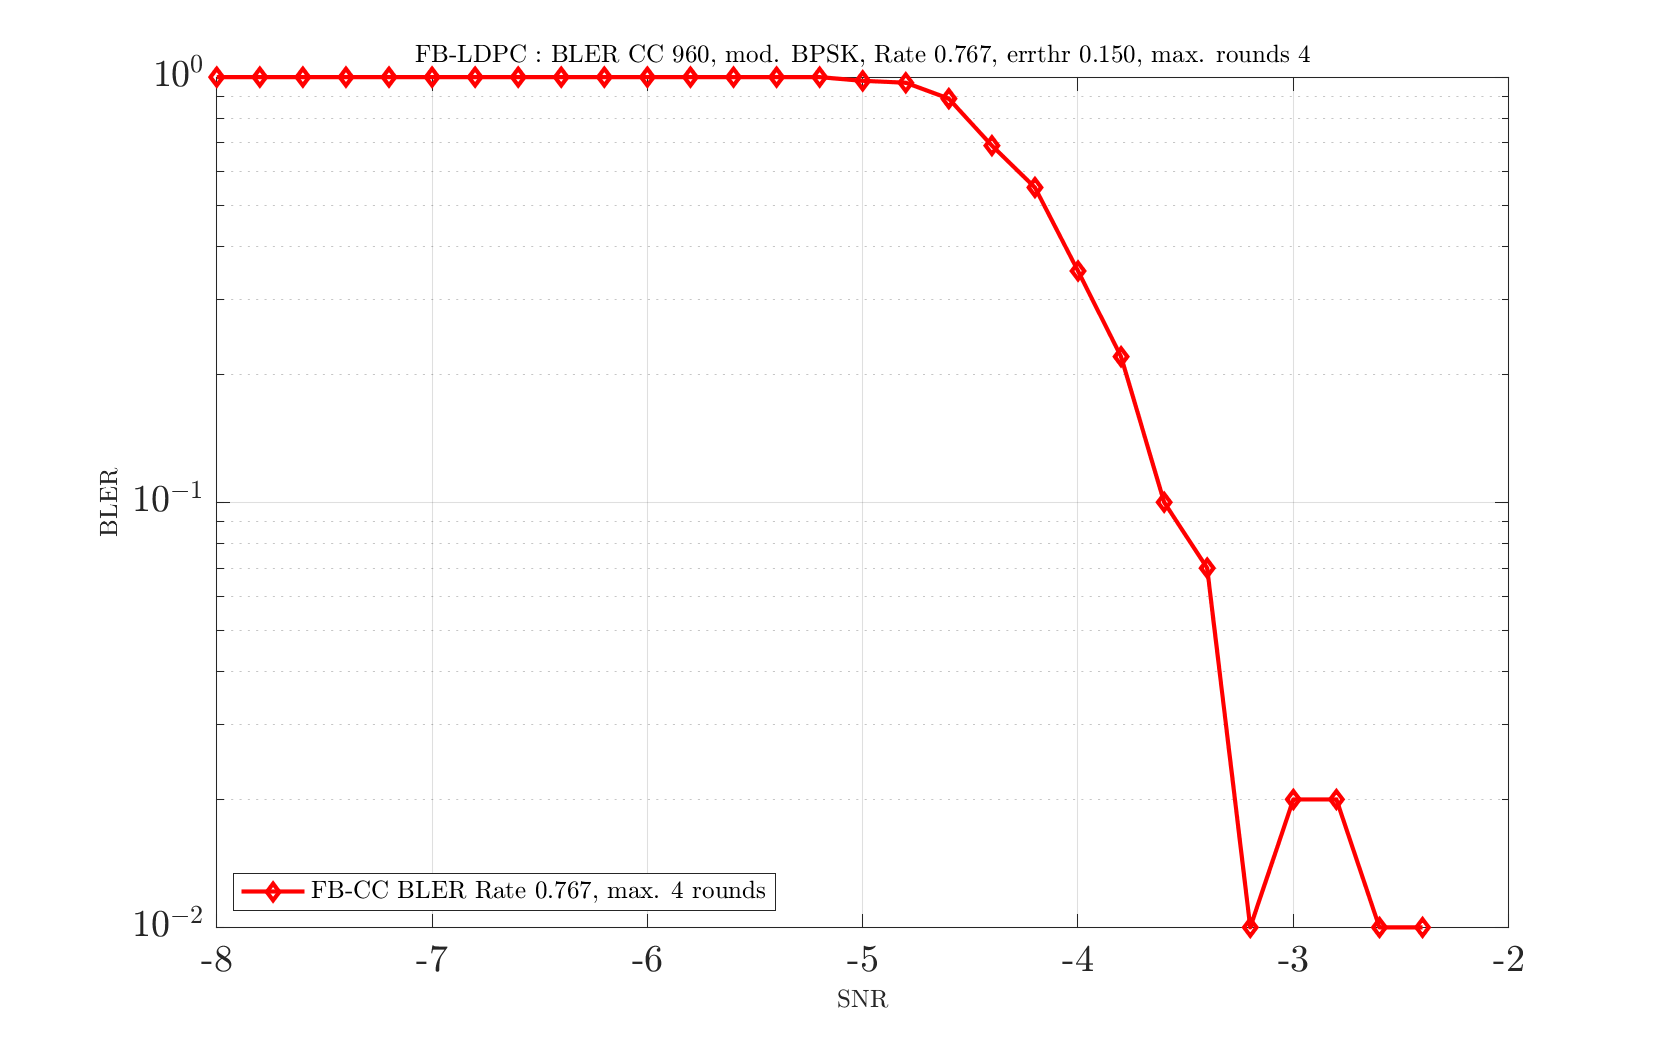 FB-LDPC : BLER CC 960, mod. BPSK, Rate 0.767, errthr 0.150, max. rounds 4
10^0
10^-1
10^-2
BLER
FB-CC BLER Rate 0.767, max. 4 rounds
-8 -7 -6 -5 -4 -3 -2
SNR